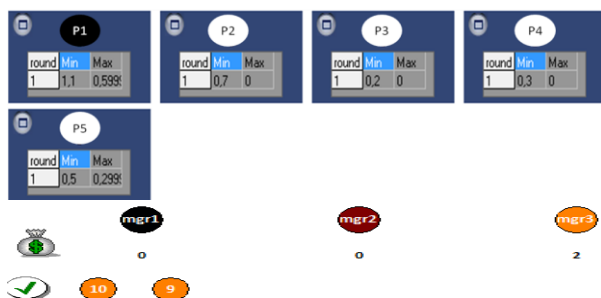 P1 P2 P3 P4
round Min Max round Min Max round Min Max round Min Max
1 1,1 0,599 1 0,7 0 1 0,2 0 1 0,3 0
P5
round Min Max
1 0,5 0,299
mgr1 mgr2 mgr3
0 0 2
10 9